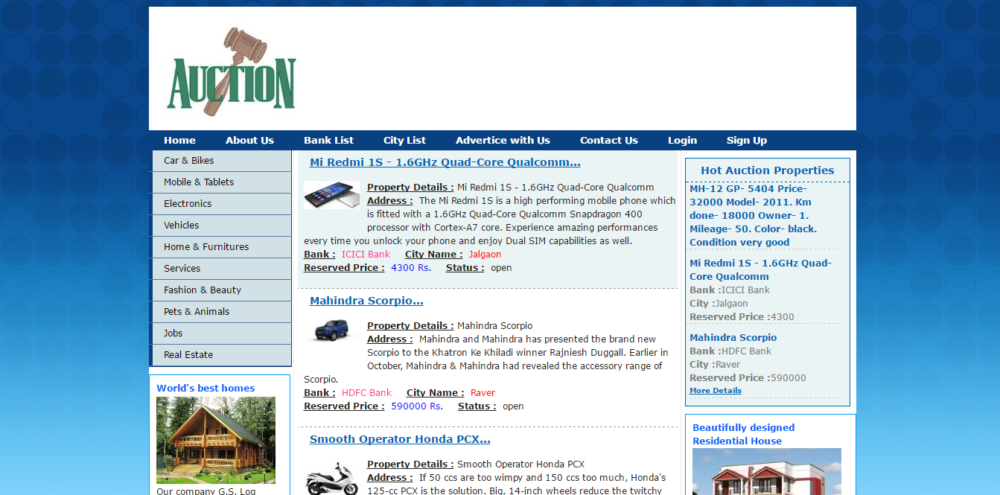 AUCTION
Home About Us Bank List City List Advertice with Us Contact Us Login Sign Up
Car & Bikes
Mobile & Tablets
Electronics
Vehicles
Home & Furnitures
Services
Fashion & Beauty
Pets & Animals
Jobs
Real Estate
World's best homes
Our company G.S. Log
Mi Redmi 1S - 1.6GHz Quad-Core Qualcomm...
Property Details : Mi Redmi 1S - 1.6GHz Quad-Core Qualcomm
Address : The Mi Redmi 1S is a high performing mobile phone which
is fitted with a 1.6GHz Quad-Core Qualcomm Snapdragon 400
processor with Cortex-A7 core. Experience amazing performances
every time you unlock your phone and enjoy Dual SIM capabilities as well.
Bank : ICICI Bank City Name : Jalgaon
Reserved Price : 4300 Rs. Status : open
Mahindra Scorpio...
Property Details : Mahindra Scorpio
Address : Mahindra and Mahindra has presented the brand new
Scorpio to the Khatron Ke Khiladi winner Rajniesh Duggall. Earlier in
October, Mahindra & Mahindra had revealed the accessory range of
Scorpio.
Bank : HDFC Bank City Name : Raver
Reserved Price : 590000 Rs. Status : open
Smooth Operator Honda PCX...
Property Details : Smooth Operator Honda PCX
Address : If 50 ccs are too wimpy and 150 ccs too much, Honda's
125-cc PCX is the solution. Big, 14-inch wheels reduce the twitchy
Hot Auction Properties
MH-12 GP- 5404 Price-
32000 Model- 2011. Km
done- 18000 Owner- 1.
Mileage- 50. Color- black.
Condition very good
Mi Redmi 1S - 1.6GHz Quad-
Core Qualcomm
Bank :ICICI Bank
City :Jalgaon
Reserved Price :4300
Mahindra Scorpio
Bank :HDFC Bank
City :Raver
Reserved Price :590000
More Details
Beautifully designed
Residential House